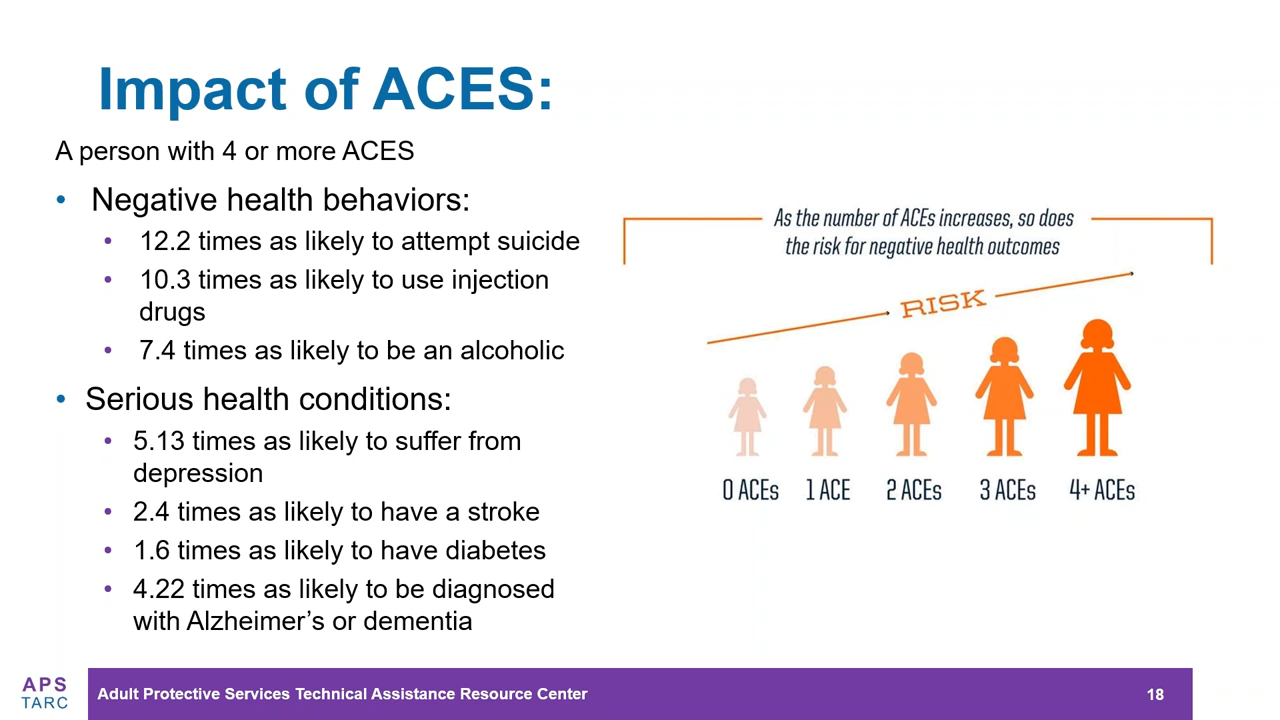 Impact of ACES:
A person with 4 or more ACES
• Negative health behaviors:
• 12.2 times as likely to attempt suicide
• 10.3 times as likely to use injection
drugs
• 7.4 times as likely to be an alcoholic
• Serious health conditions:
• 5.13 times as likely to suffer from
depression
• 2.4 times as likely to have a stroke
• 1.6 times as likely to have diabetes
• 4.22 times as likely to be diagnosed
with Alzheimer’s or dementia
As the number of ACEs increases, so does
the risk for negative health outcomes
RISK
0 ACEs 1 ACE 2 ACEs 3 ACEs 4+ ACEs
APS
TARC
Adult Protective Services Technical Assistance Resource Center 18